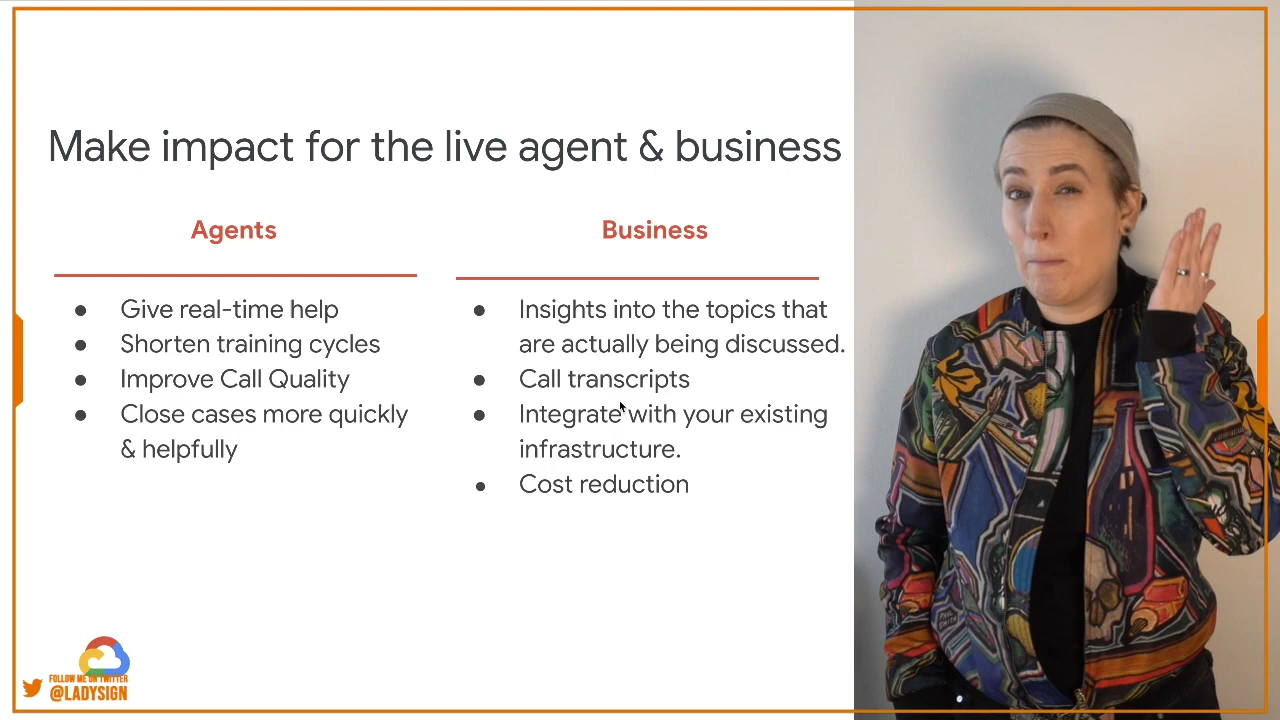 Make impact for the live agent & business
Agents
Give real-time help
Shorten training cycles
Improve Call Quality
Close cases more quickly
& helpfully
Business
Insights into the topics that
are actually being discussed.
Call transcripts
Integrate with your existing
infrastructure.
Cost reduction
FOLLOW ME ON TWITTER
@LADYSIGN
PAUL
SMITH